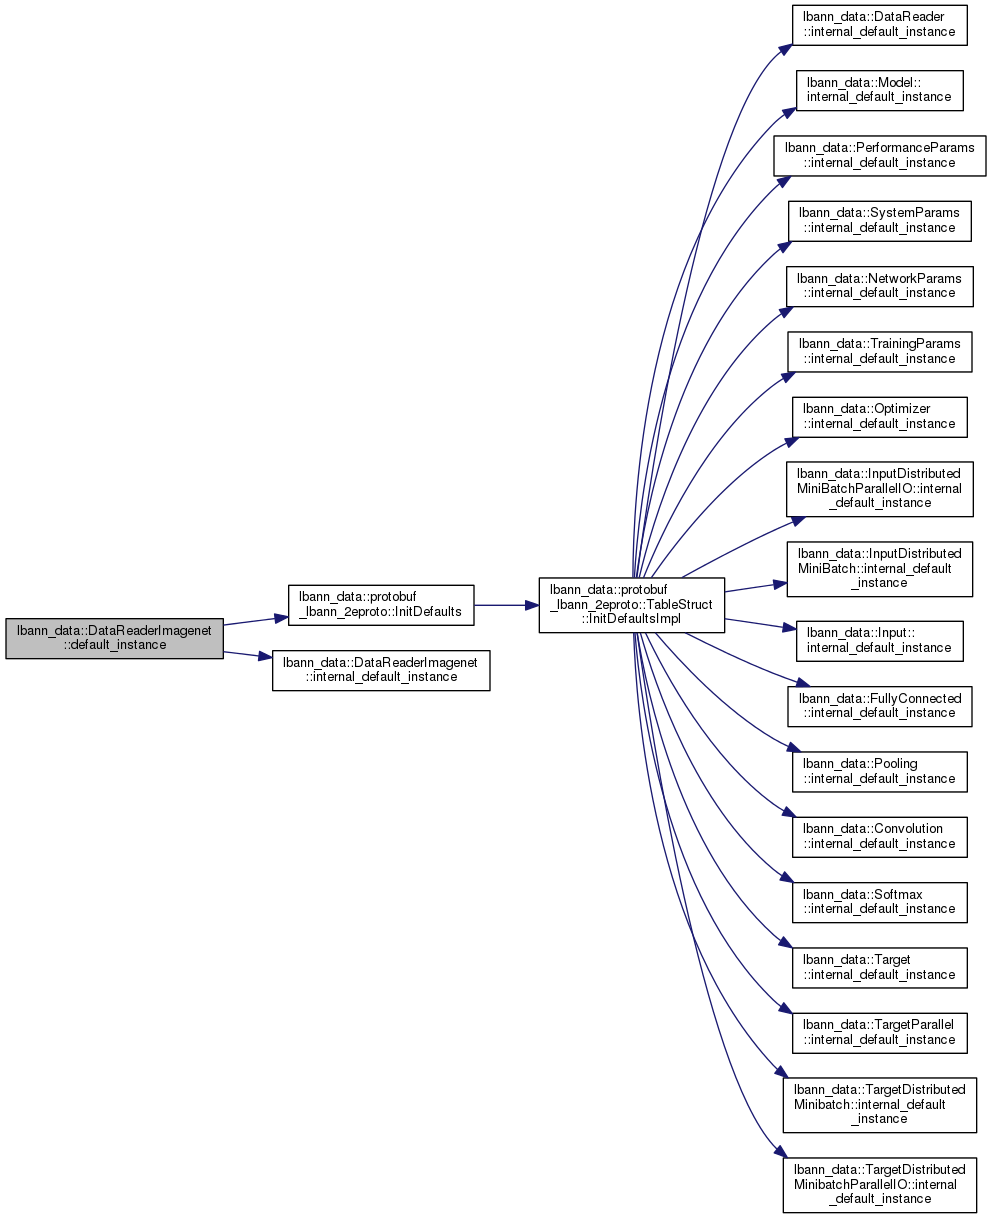 lbann_data::DataReaderImagenet
::default_instance
lbann_data::protobuf
_lbann_2eproto::InitDefaults
lbann_data::DataReaderImagenet
::internal_default_instance
lbann_data::protobuf
_lbann_2eproto::TableStruct
::InitDefaultsImpl
lbann_data::DataReader
::internal_default_instance
lbann_data::Model::
internal_default_instance
lbann_data::PerformanceParams
::internal_default_instance
lbann_data::SystemParams
::internal_default_instance
lbann_data::NetworkParams
::internal_default_instance
lbann_data::TrainingParams
::internal_default_instance
lbann_data::Optimizer
::internal_default_instance
lbann_data::InputDistributed
MiniBatchParallelIO::internal
_default_instance
lbann_data::InputDistributed
MiniBatch::internal_default
_instance
lbann_data::Input::
internal_default_instance
lbann_data::FullyConnected
::internal_default_instance
lbann_data::Pooling
::internal_default_instance
lbann_data::Convolution
::internal_default_instance
lbann_data::Softmax
::internal_default_instance
lbann_data::Target
::internal_default_instance
lbann_data::TargetParallel
::internal_default_instance
lbann_data::TargetDistributed
Minibatch::internal_default
_instance
lbann_data::TargetDistributed
MinibatchParallelIO::internal
_default_instance